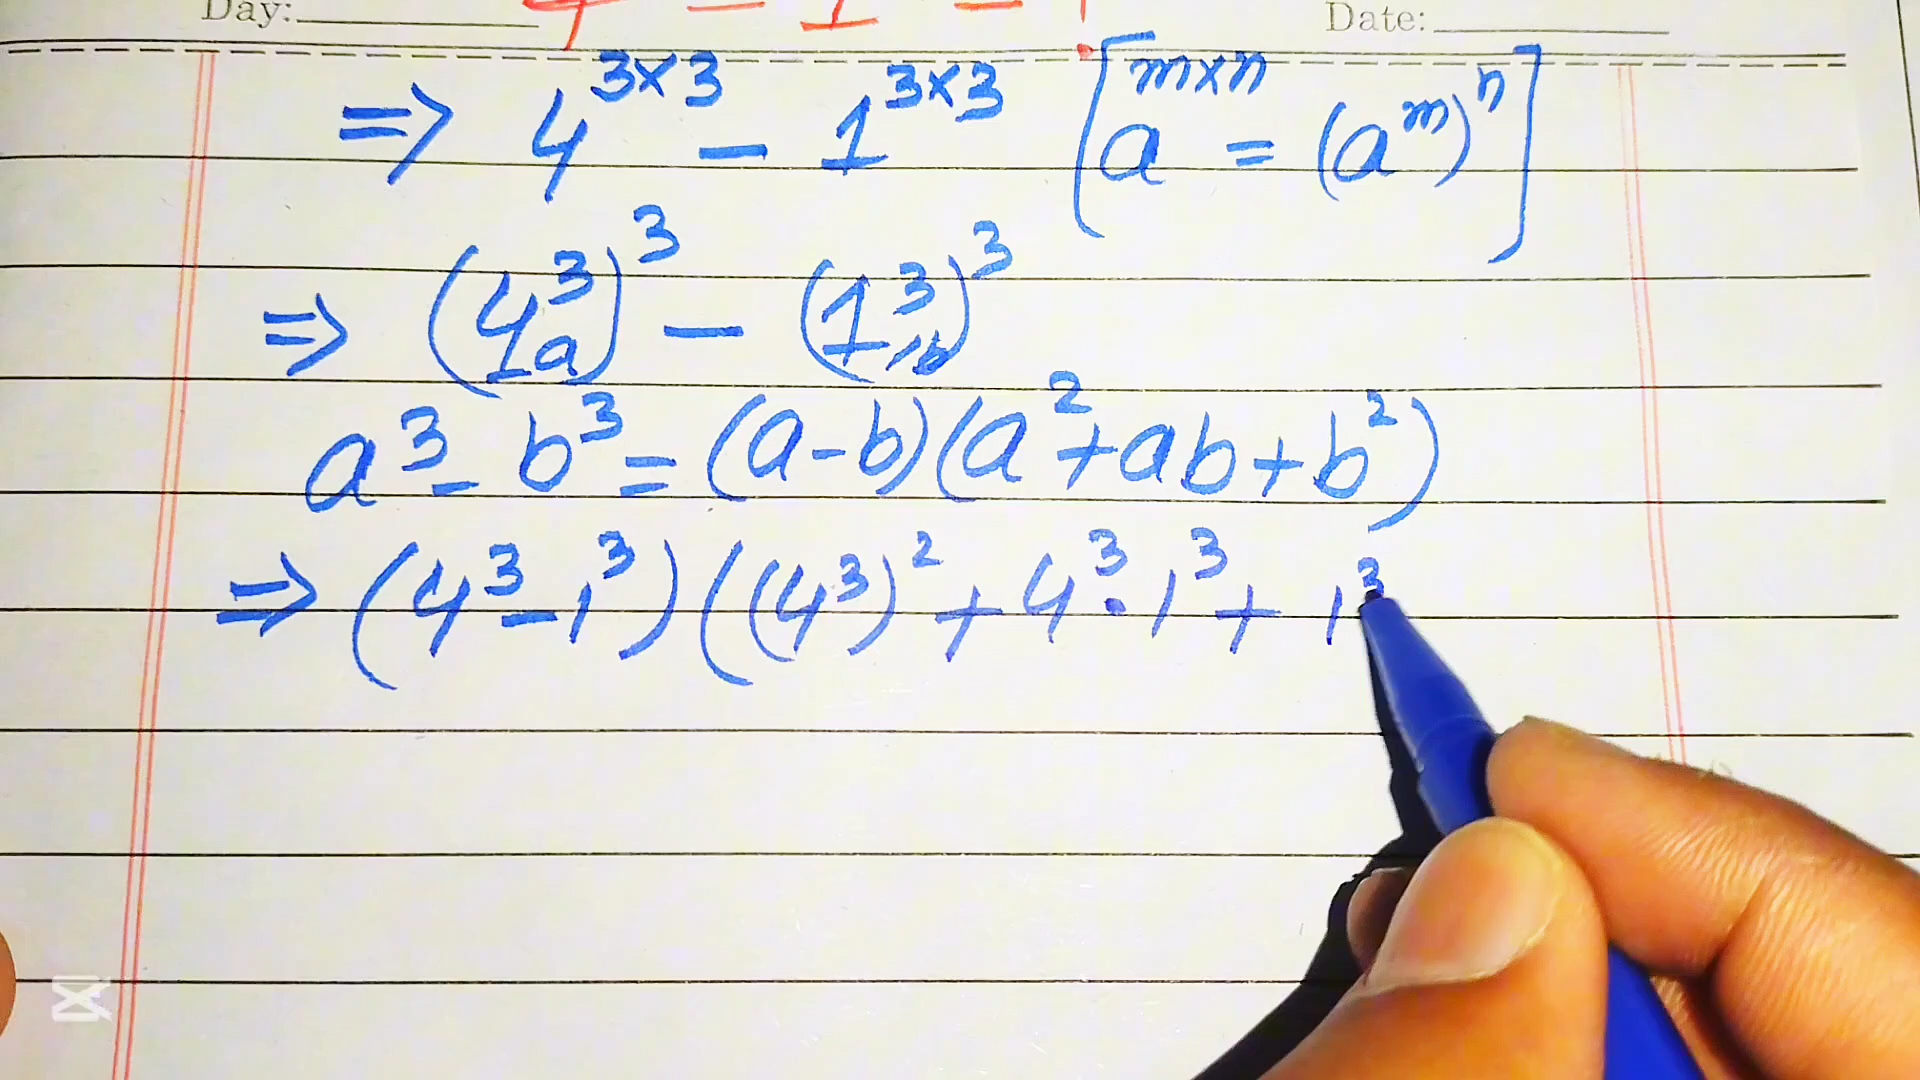 Day: Date:
⇒ 4^{3×3} - 1^{3×3} [a^{m×n} = (a^m)^n]
⇒ (4^3)^3 - (1^3)^3
a b
a^3 - b^3 = (a-b)(a^2+ab+b^2)
⇒ (4^3-1^3)((4^3)^2 + 4^3·1^3 + 1^3